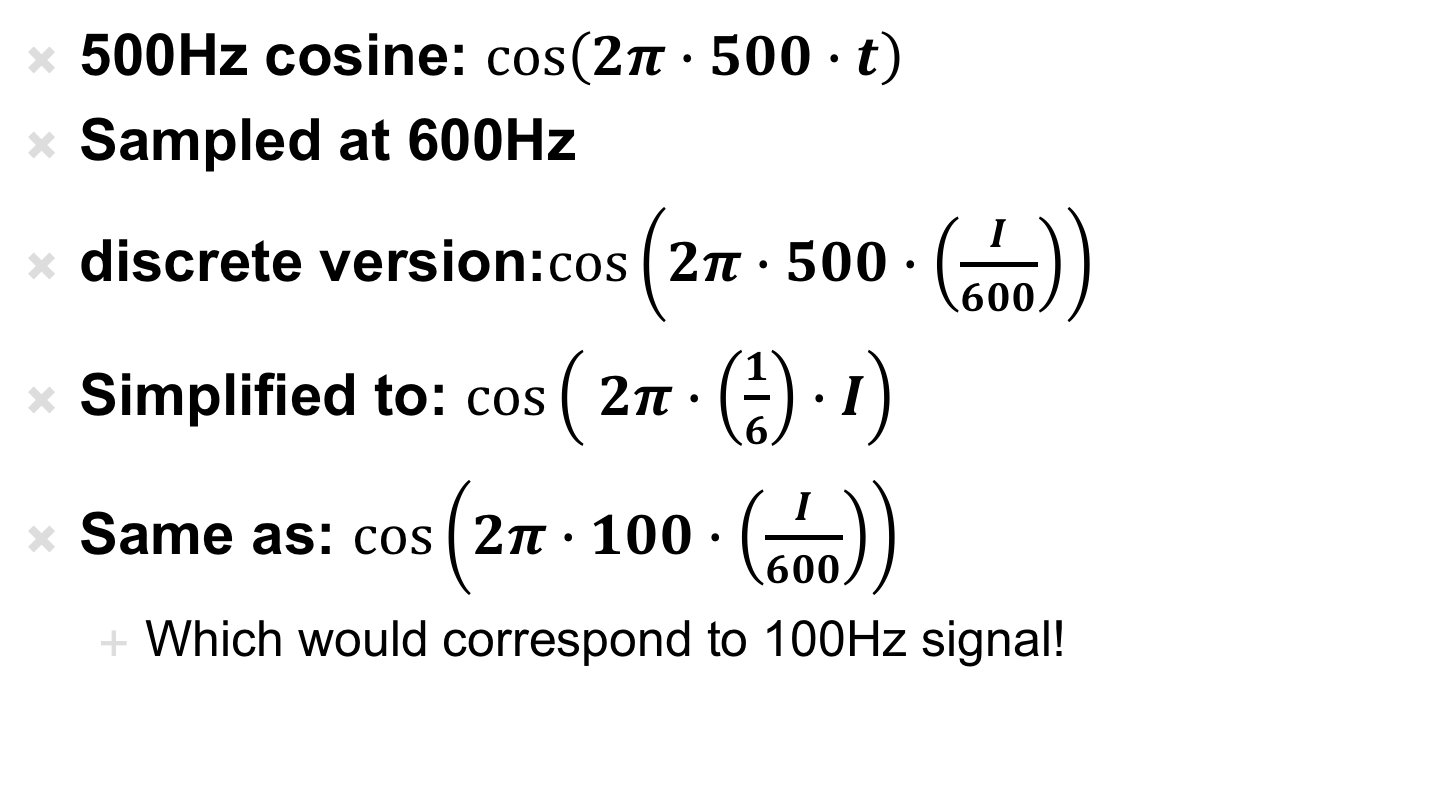 × 500Hz cosine: cos(2π · 500 · t)
× Sampled at 600Hz
× discrete version:cos(2π · 500 · (I/600))
× Simplified to: cos( 2π · (1/6) · I)
× Same as: cos(2π · 100 · (I/600))
+ Which would correspond to 100Hz signal!